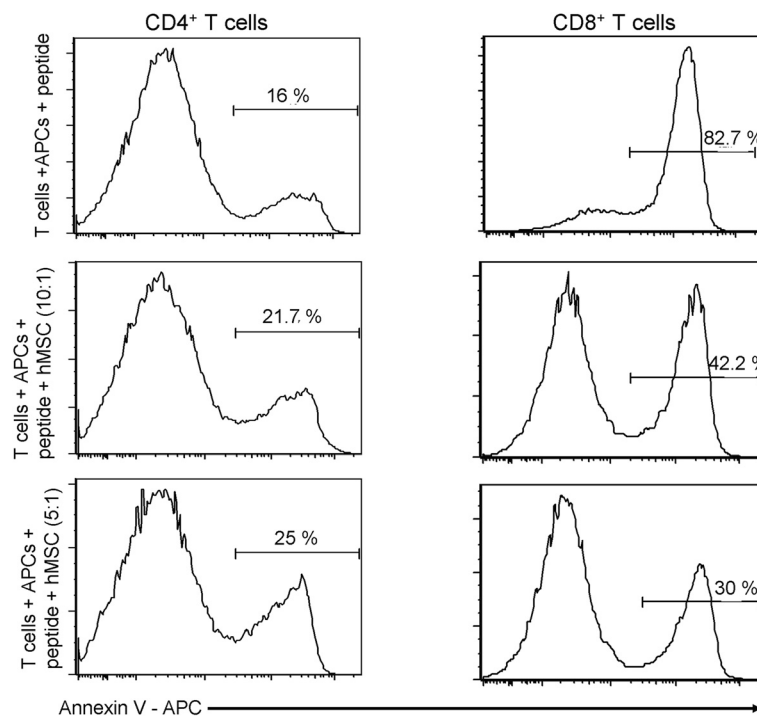 CD4⁺ T cells
CD8⁺ T cells
T cells +APCs + peptide
16 %
82.7 %
T cells + APCs +
peptide + hMSC (10:1)
21.7 %
42.2 %
T cells + APCs +
peptide + hMSC (5:1)
25 %
30 %
Annexin V - APC